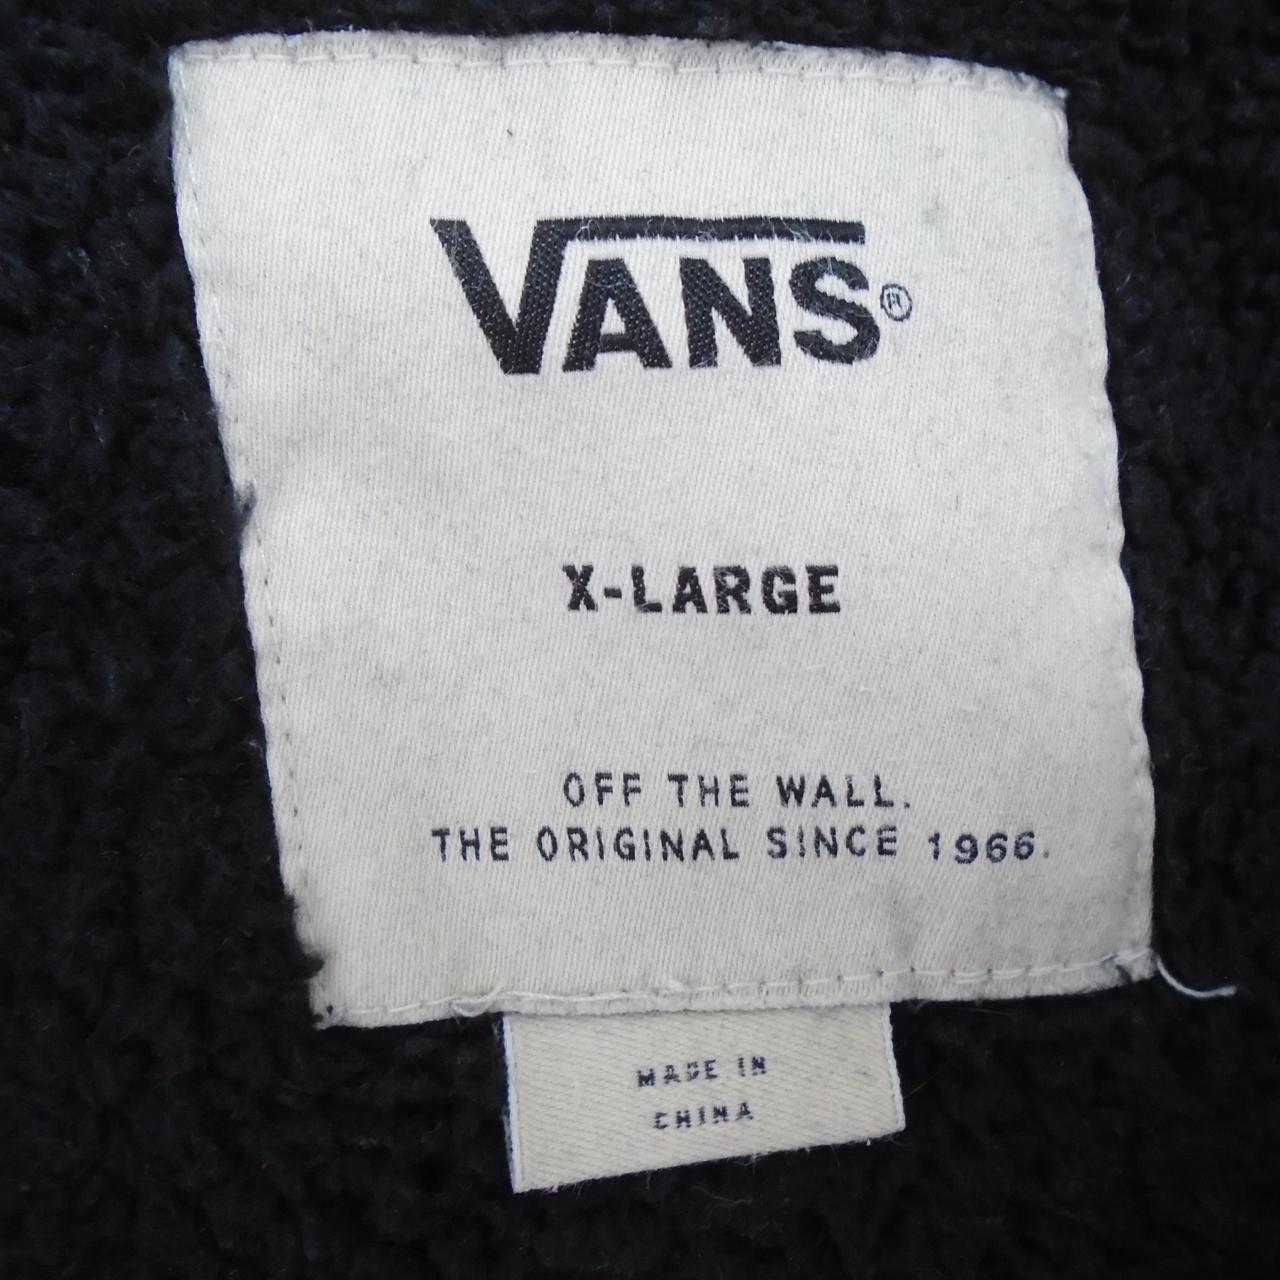 VANS®
X-LARGE
OFF THE WALL.
THE ORIGINAL SINCE 1966.
MADE IN
CHINA